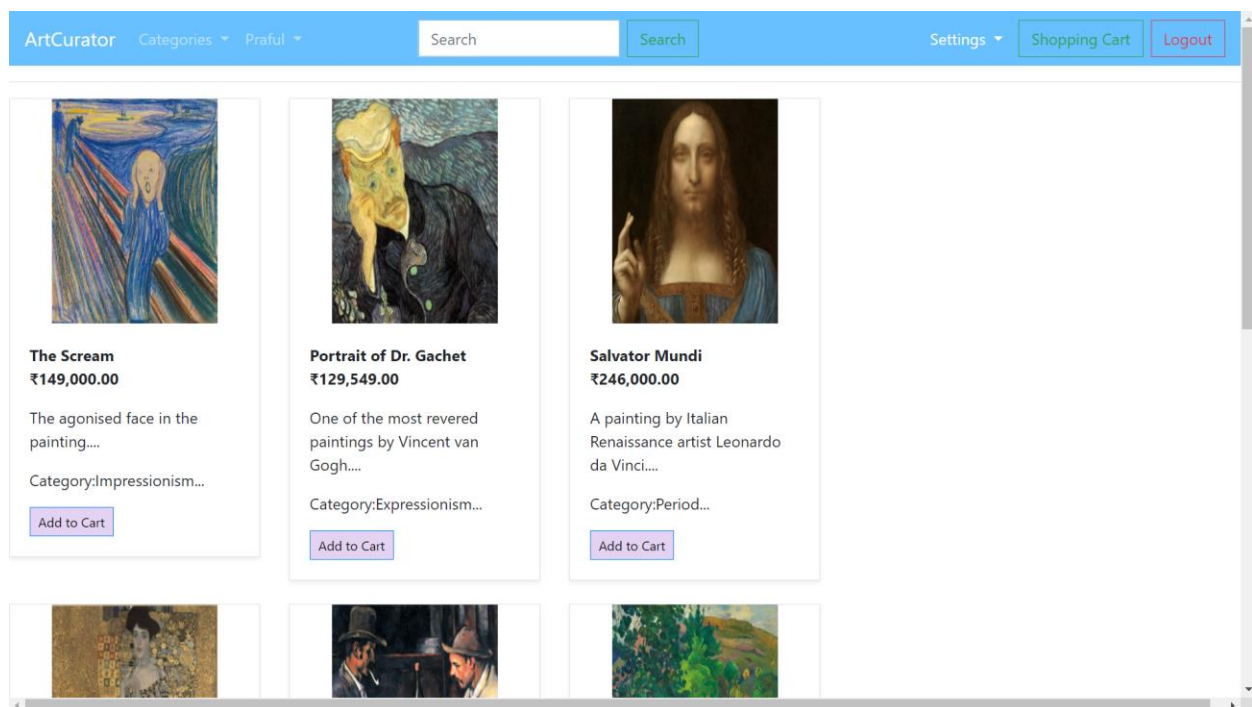 ArtCurator Categories Praful Search Search Settings Shopping Cart Logout
The Scream
₹149,000.00
The agonised face in the
painting....
Category:Impressionism...
Add to Cart
Portrait of Dr. Gachet
₹129,549.00
One of the most revered
paintings by Vincent van
Gogh....
Category:Expressionism...
Add to Cart
Salvator Mundi
₹246,000.00
A painting by Italian
Renaissance artist Leonardo
da Vinci....
Category:Period...
Add to Cart